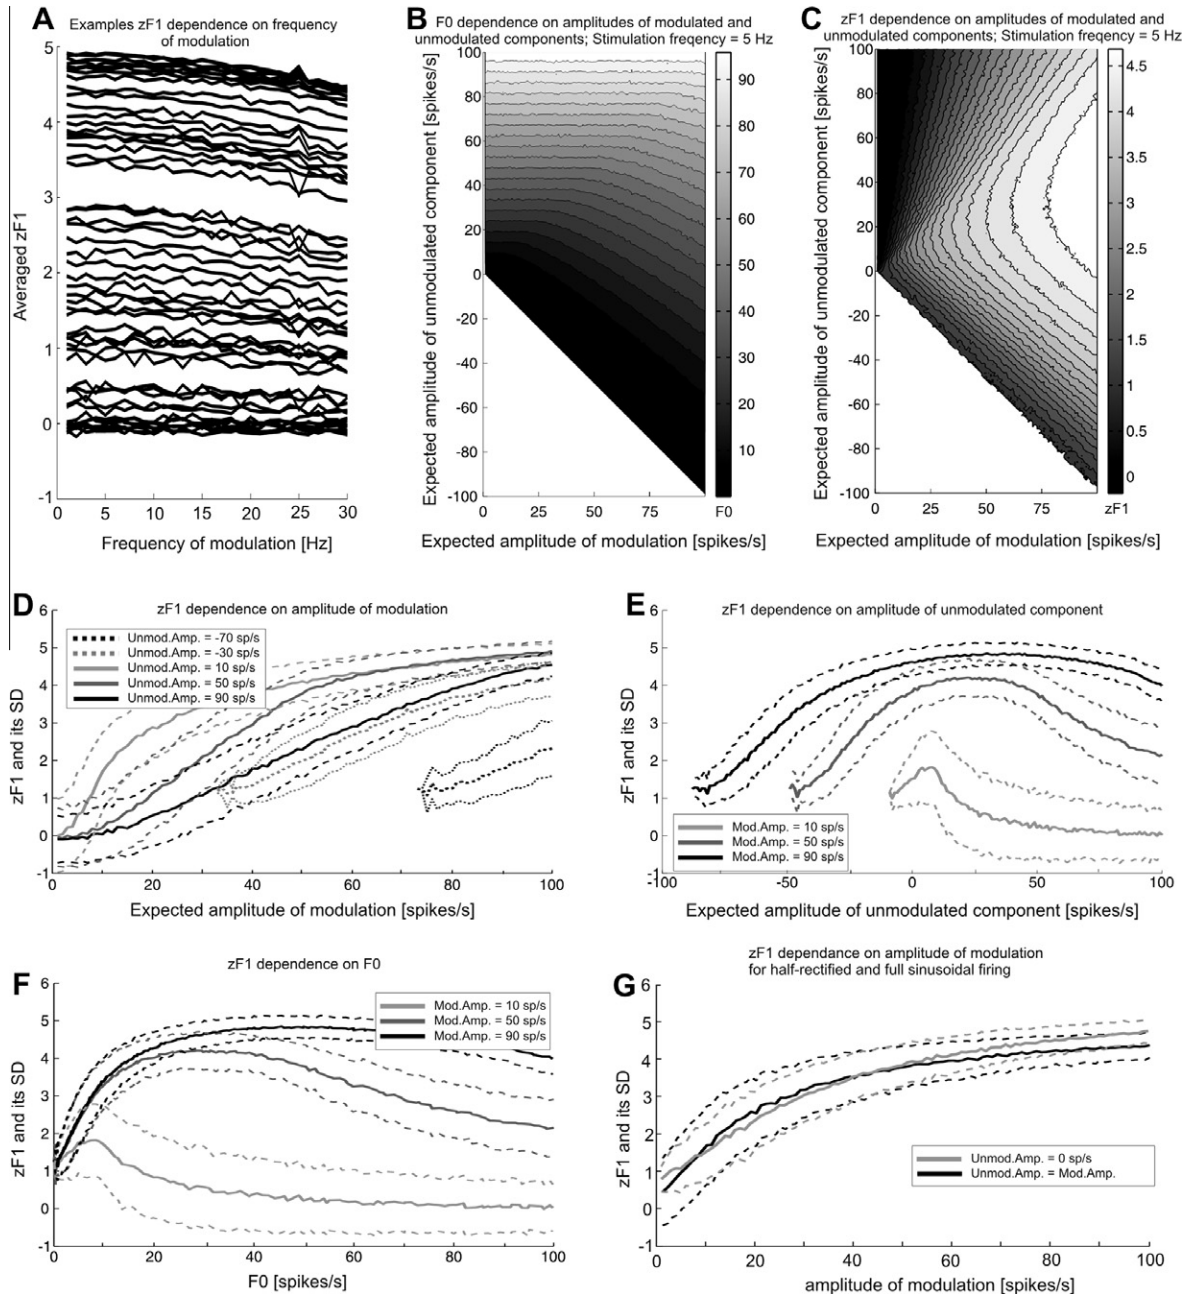 A
Examples zF1 dependence on frequency
of modulation
5
4
3
2
1
0
-1
Averaged zF1
0 5 10 15 20 25 30
Frequency of modulation [Hz]
B
F0 dependence on amplitudes of modulated and
unmodulated components; Stimulation freqency = 5 Hz
100
80
60
40
20
0
-20
-40
-60
-80
-100
Expected amplitude of unmodulated component [spikes/s]
0 25 50 75
Expected amplitude of modulation [spikes/s]
90
80
70
60
50
40
30
20
10
F0
C
zF1 dependence on amplitudes of modulated and
unmodulated components; Stimulation freqency = 5 Hz
100
80
60
40
20
0
-20
-40
-60
-80
-100
Expected amplitude of unmodulated component [spikes/s]
0 25 50 75
Expected amplitude of modulation [spikes/s]
4.5
4
3.5
3
2.5
2
1.5
1
0.5
0
zF1
D
zF1 dependence on amplitude of modulation
6
5
4
3
2
1
0
-1
zF1 and its SD
Unmod.Amp. = -70 sp/s
Unmod.Amp. = -30 sp/s
Unmod.Amp. = 10 sp/s
Unmod.Amp. = 50 sp/s
Unmod.Amp. = 90 sp/s
0 20 40 60 80 100
Expected amplitude of modulation [spikes/s]
E
zF1 dependence on amplitude of unmodulated component
6
5
4
3
2
1
0
-1
zF1 and its SD
Mod.Amp. = 10 sp/s
Mod.Amp. = 50 sp/s
Mod.Amp. = 90 sp/s
-100 -50 0 50 100
Expected amplitude of unmodulated component [spikes/s]
F
zF1 dependence on F0
6
5
4
3
2
1
0
-1
zF1 and its SD
Mod.Amp. = 10 sp/s
Mod.Amp. = 50 sp/s
Mod.Amp. = 90 sp/s
0 20 40 60 80 100
F0 [spikes/s]
G
zF1 dependance on amplitude of modulation
for half-rectified and full sinusoidal firing
6
5
4
3
2
1
0
-1
zF1 and its SD
Unmod.Amp. = 0 sp/s
Unmod.Amp. = Mod.Amp.
0 20 40 60 80 100
amplitude of modulation [spikes/s]